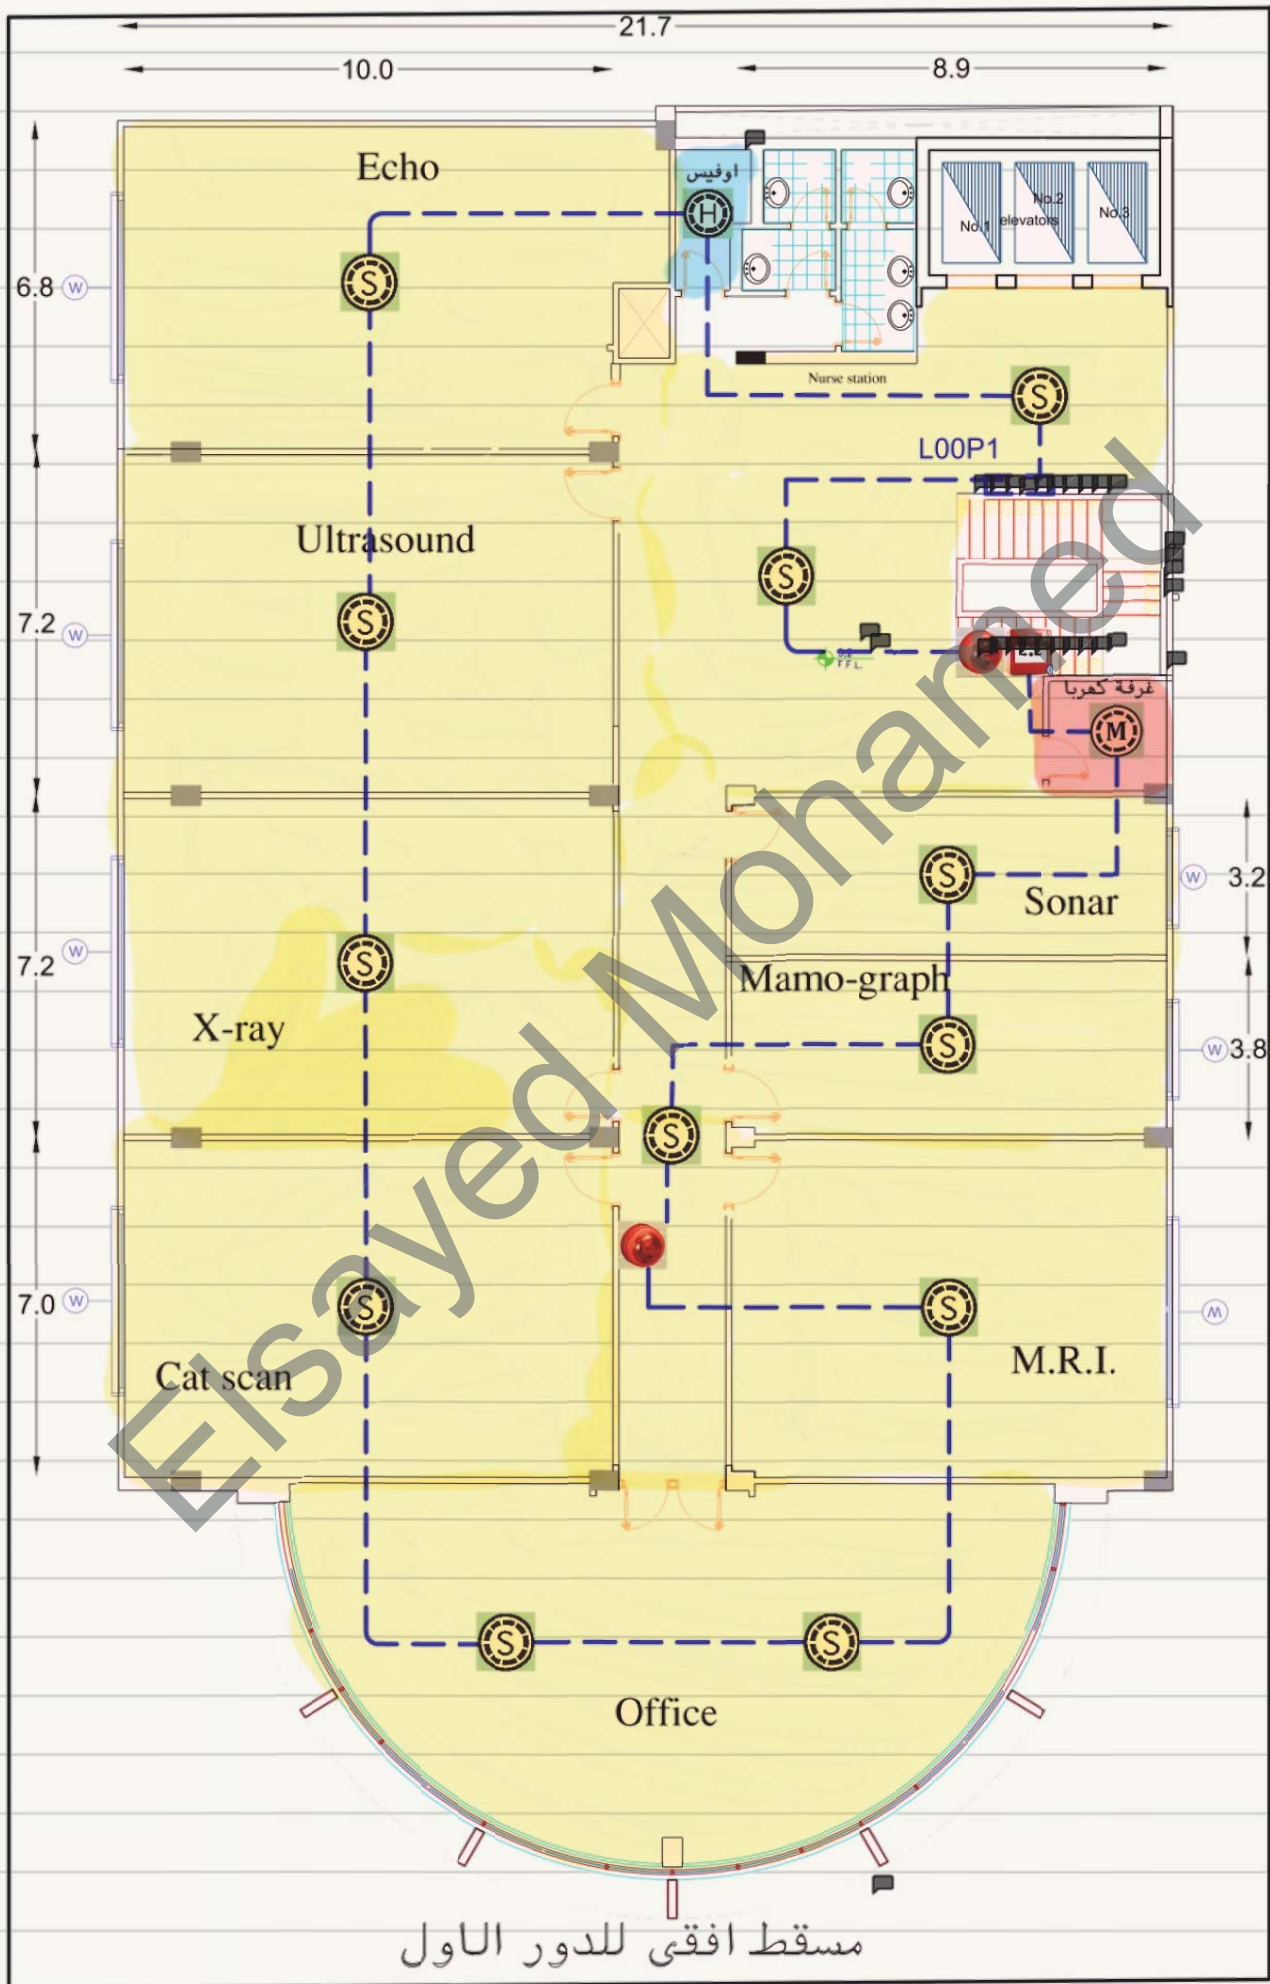 21.7
10.0
8.9
Echo
اوفيس
H
No.1
No.2
No.3
elevators
S
6.8
W
Nurse station
S
L00P1
Ultrasound
S
S
7.2
W
F.F.L.
غرفة كهربا
M
S
Sonar
W
3.2
7.2
W
S
Mamo-graph
X-ray
S
W
3.8
S
7.0
W
S
S
W
Cat scan
M.R.I.
S
S
Office
مسقط افقى للدور الاول
Elsayed Mohamed